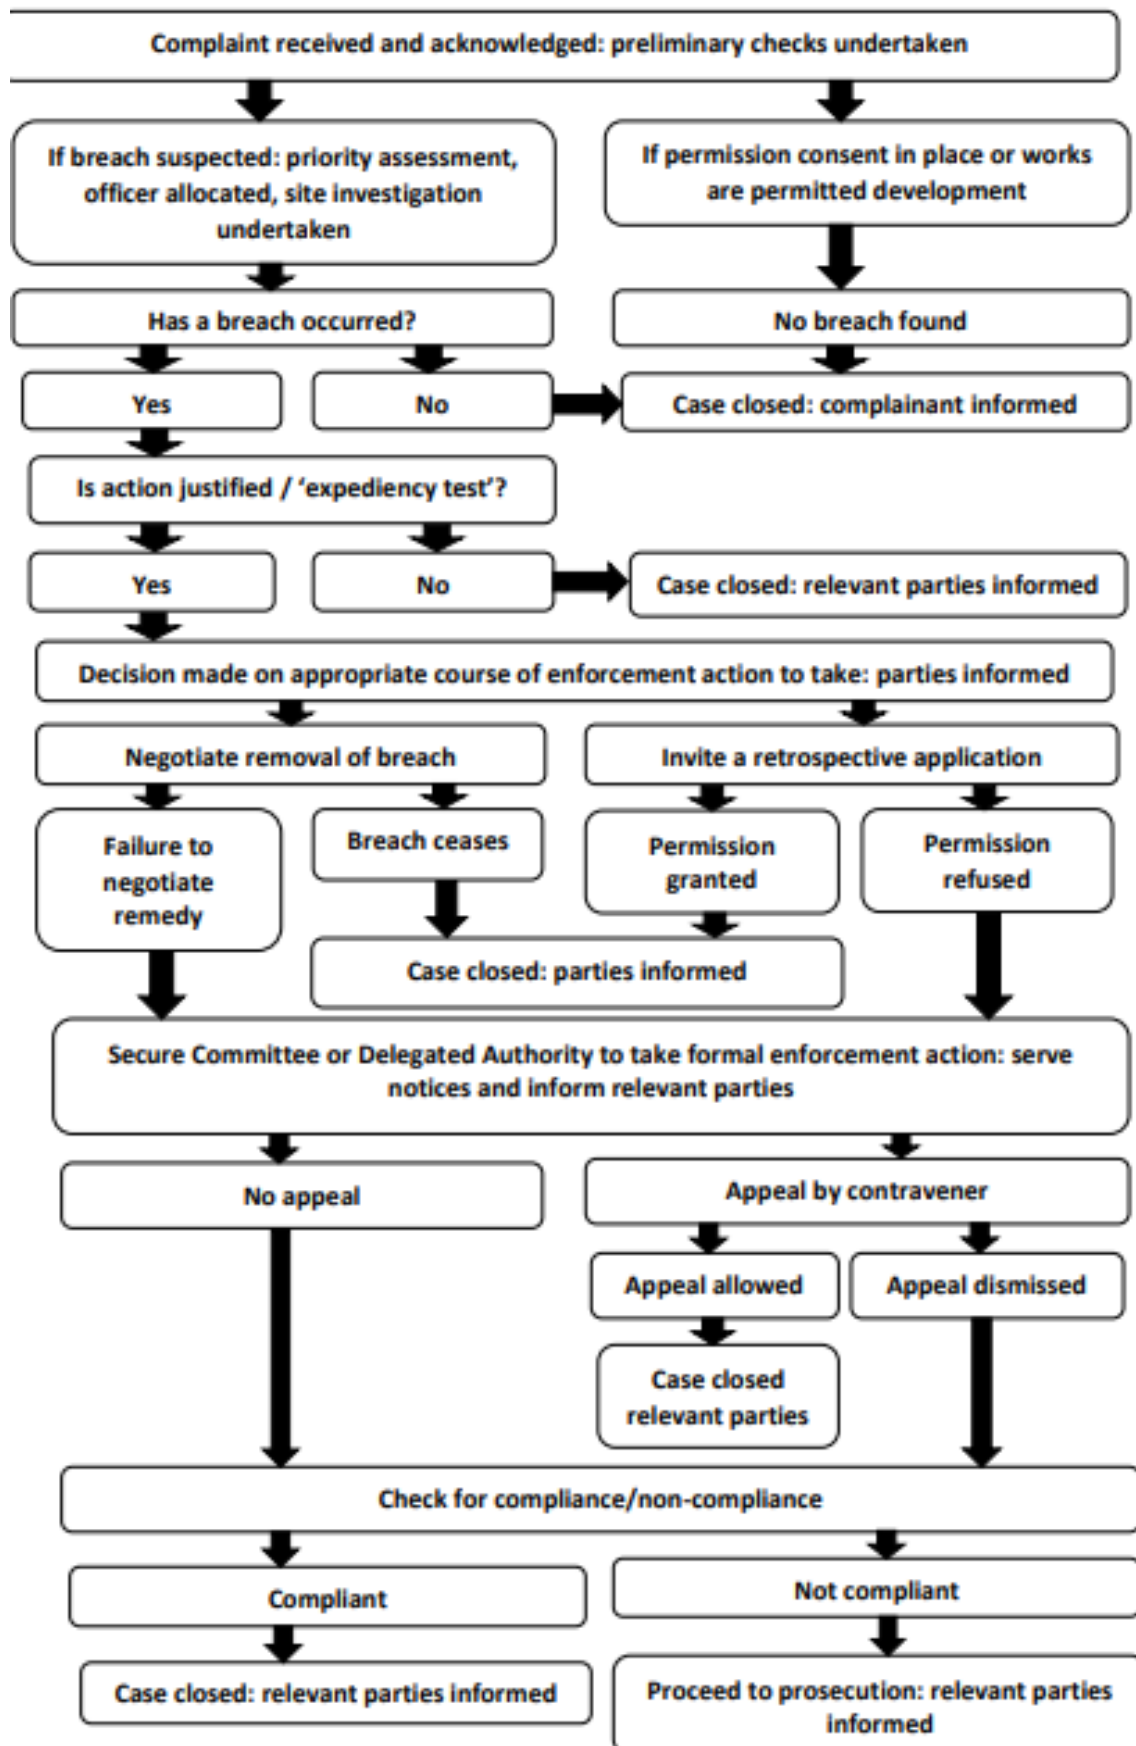 Complaint received and acknowledged: preliminary checks undertaken
If breach suspected: priority assessment,
officer allocated, site investigation
undertaken
If permission consent in place or works
are permitted development
Has a breach occurred?
No breach found
Yes
No
Case closed: complainant informed
Is action justified / ‘expediency test’?
Yes
No
Case closed: relevant parties informed
Decision made on appropriate course of enforcement action to take: parties informed
Negotiate removal of breach
Invite a retrospective application
Failure to
negotiate
remedy
Breach ceases
Permission
granted
Permission
refused
Case closed: parties informed
Secure Committee or Delegated Authority to take formal enforcement action: serve
notices and inform relevant parties
No appeal
Appeal by contravener
Appeal allowed
Appeal dismissed
Case closed
relevant parties
Check for compliance/non-compliance
Compliant
Not compliant
Case closed: relevant parties informed
Proceed to prosecution: relevant parties
informed